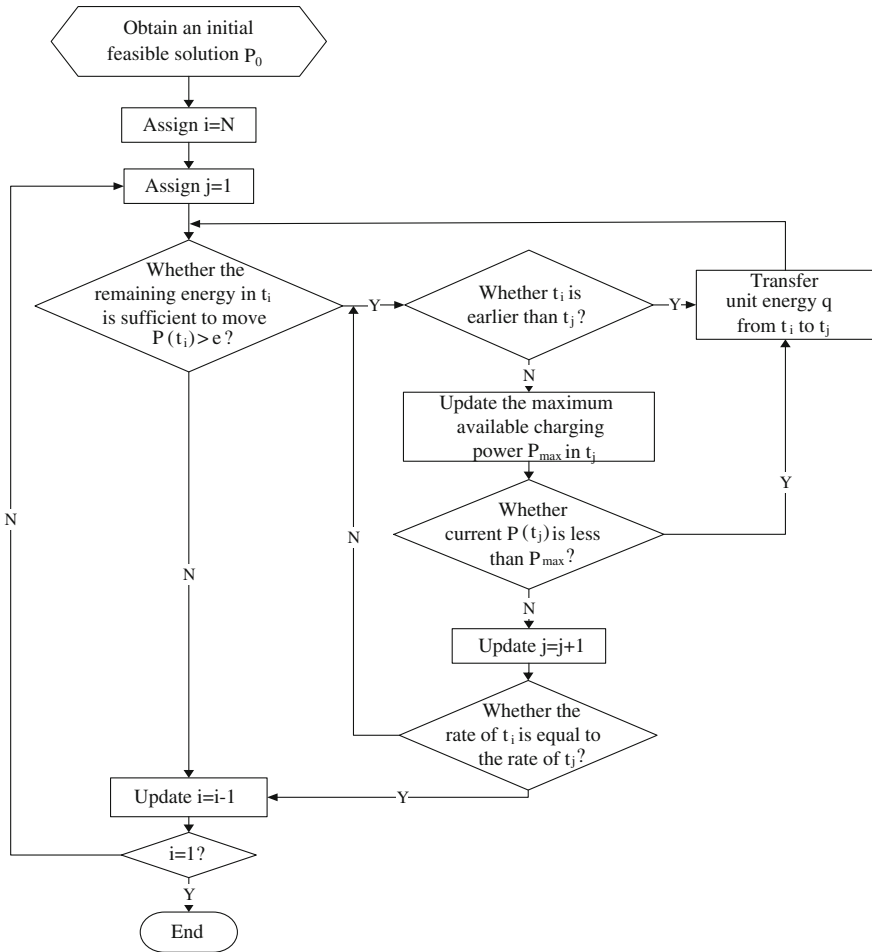 Obtain an initial
feasible solution P0
Assign i=N
Assign j=1
Whether the
remaining energy in ti
is sufficient to move
P(ti)>e?
Y
Whether ti is
earlier than tj?
Y
Transfer
unit energy q
from ti to tj
N
Update the maximum
available charging
power Pmax in tj
Y
Whether
current P(tj) is less
than Pmax?
N
N
N
N
Update j=j+1
Whether the
rate of ti is equal to
the rate of tj?
Y
Update i=i-1
i=1?
Y
End